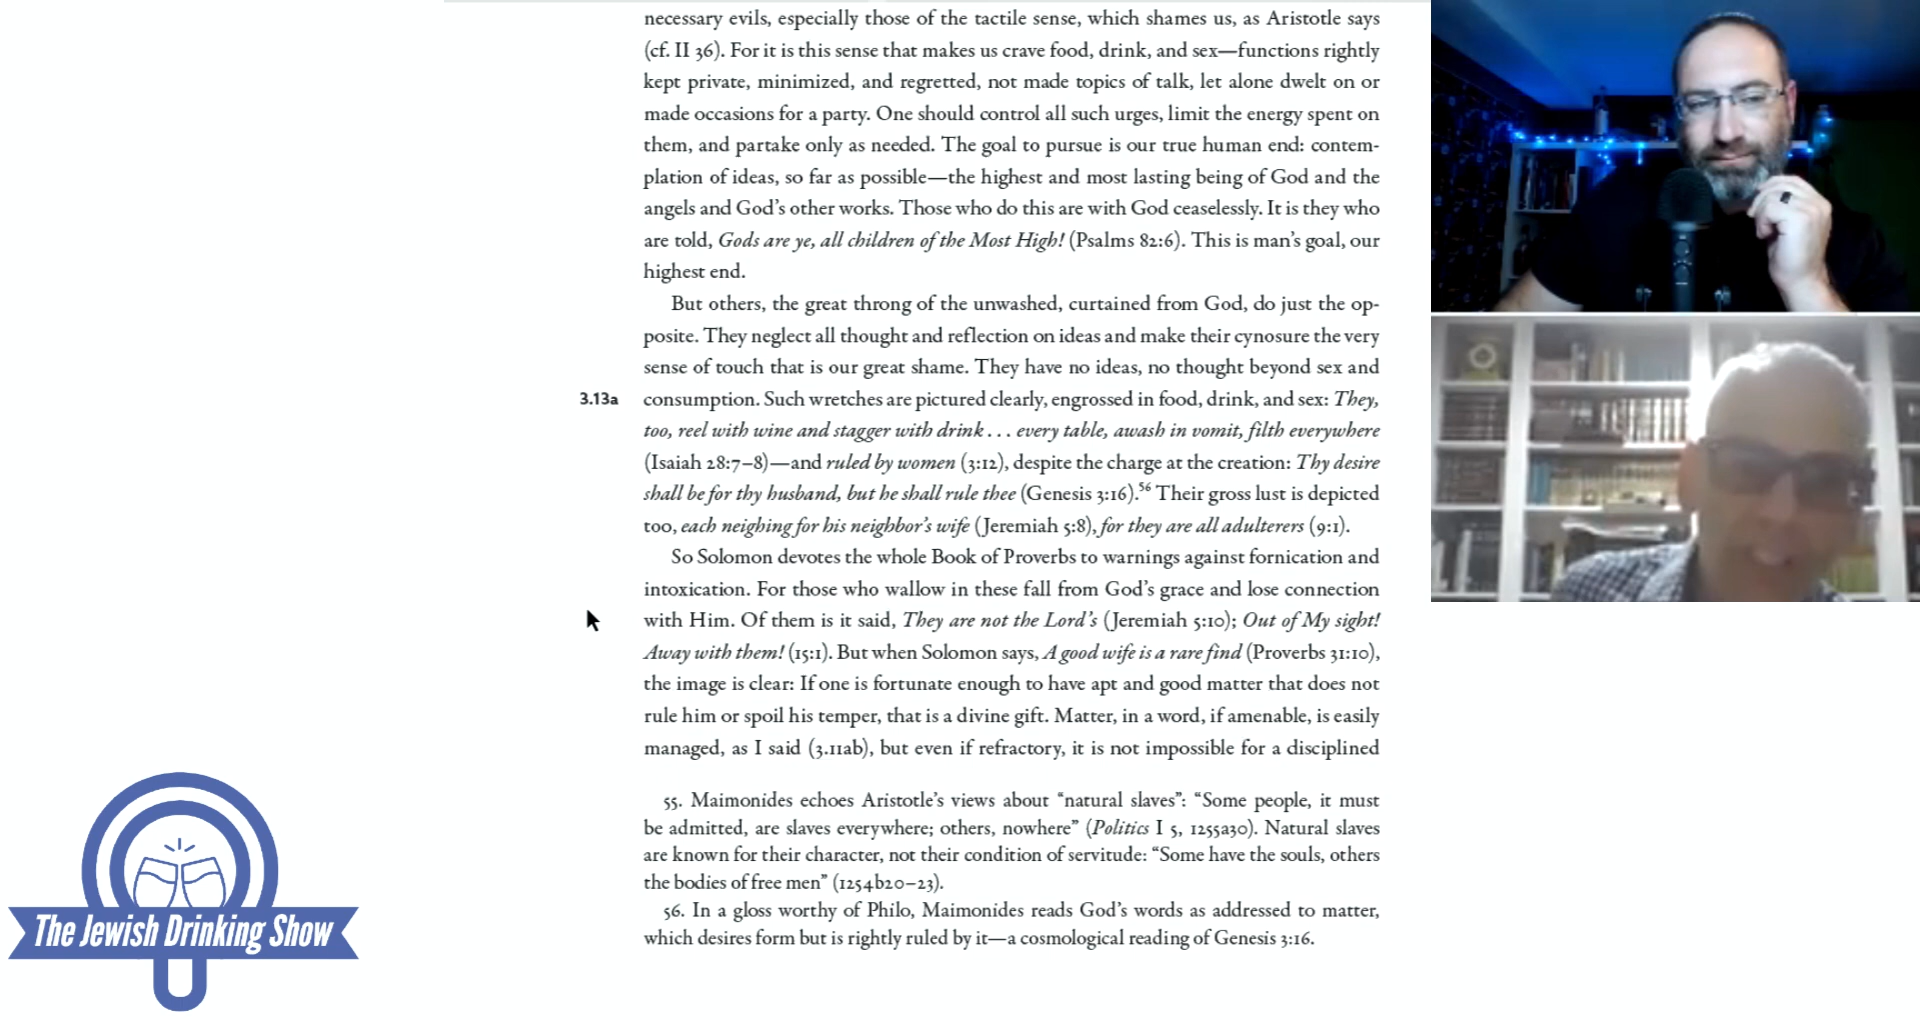 necessary evils, especially those of the tactile sense, which shames us, as Aristotle says
(cf. II 36). For it is this sense that makes us crave food, drink, and sex—functions rightly
kept private, minimized, and regretted, not made topics of talk, let alone dwelt on or
made occasions for a party. One should control all such urges, limit the energy spent on
them, and partake only as needed. The goal to pursue is our true human end: contem-
plation of ideas, so far as possible—the highest and most lasting being of God and the
angels and God's other works. Those who do this are with God ceaselessly. It is they who
are told, Gods are ye, all children of the Most High! (Psalms 82:6). This is man's goal, our
highest end.
But others, the great throng of the unwashed, curtained from God, do just the op-
posite. They neglect all thought and reflection on ideas and make their cynosure the very
sense of touch that is our great shame. They have no ideas, no thought beyond sex and
3.13a consumption. Such wretches are pictured clearly, engrossed in food, drink, and sex: They,
too, reel with wine and stagger with drink . . . every table, awash in vomit, filth everywhere
(Isaiah 28:7–8)—and ruled by women (3:12), despite the charge at the creation: Thy desire
shall be for thy husband, but he shall rule thee (Genesis 3:16).56 Their gross lust is depicted
too, each neighing for his neighbor's wife (Jeremiah 5:8), for they are all adulterers (9:1).
So Solomon devotes the whole Book of Proverbs to warnings against fornication and
intoxication. For those who wallow in these fall from God's grace and lose connection
with Him. Of them is it said, They are not the Lord's (Jeremiah 5:10); Out of My sight!
Away with them! (15:1). But when Solomon says, A good wife is a rare find (Proverbs 31:10),
the image is clear: If one is fortunate enough to have apt and good matter that does not
rule him or spoil his temper, that is a divine gift. Matter, in a word, if amenable, is easily
managed, as I said (3.11ab), but even if refractory, it is not impossible for a disciplined
55. Maimonides echoes Aristotle's views about “natural slaves”: “Some people, it must
be admitted, are slaves everywhere; others, nowhere” (Politics I 5, 1255a30). Natural slaves
are known for their character, not their condition of servitude: “Some have the souls, others
the bodies of free men” (1254b20–23).
56. In a gloss worthy of Philo, Maimonides reads God's words as addressed to matter,
which desires form but is rightly ruled by it—a cosmological reading of Genesis 3:16.
The Jewish Drinking Show